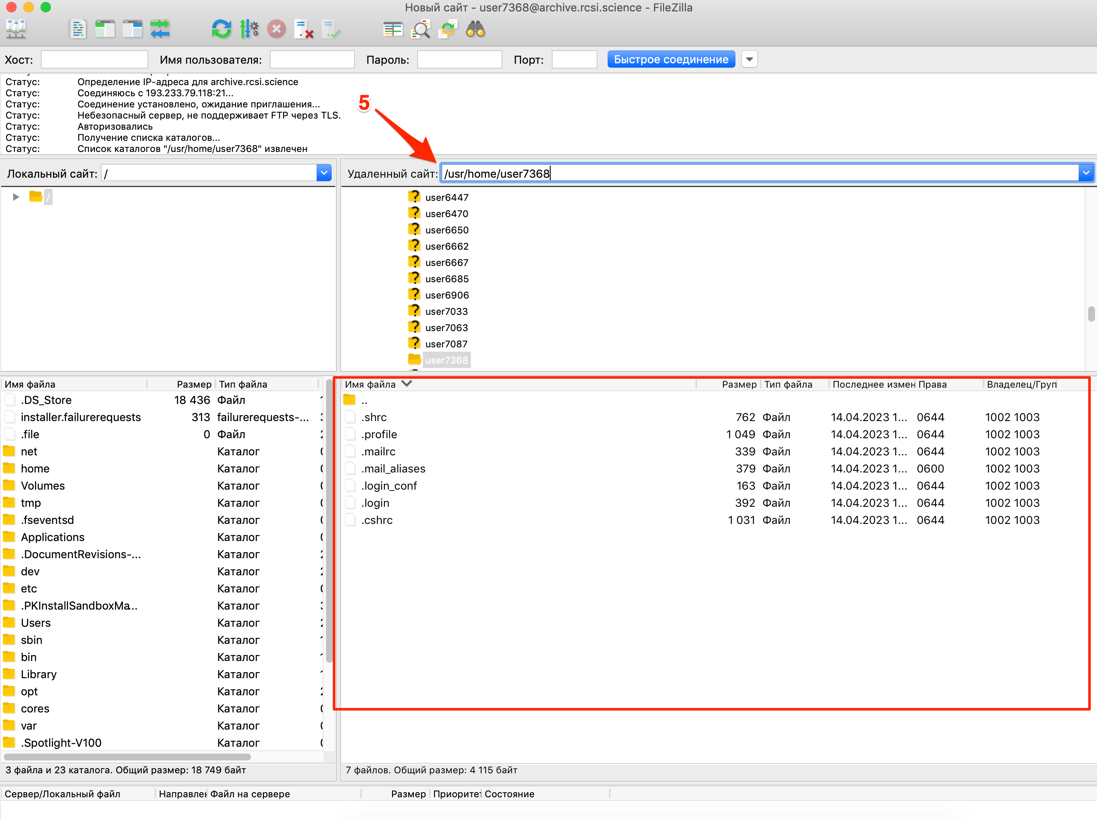 Новый сайт - user7368@archive.rcsi.science - FileZilla
Хост: Имя пользователя: Пароль: Порт: Быстрое соединение
Статус: Определение IP-адреса для archive.rcsi.science
Статус: Соединяюсь с 193.233.79.118:21...
Статус: Соединение установлено, ожидание приглашения...
Статус: Небезопасный сервер, не поддерживает FTP через TLS.
Статус: Авторизовались
Статус: Получение списка каталогов...
Статус: Список каталогов "/usr/home/user7368" извлечен
5
Локальный сайт: /
/
Удаленный сайт: /usr/home/user7368
user6447
user6470
user6650
user6662
user6667
user6685
user6906
user7033
user7063
user7087
user7368
Имя файла Размер Тип файла
.DS_Store 18 436 Файл
installer.failurerequests 313 failurerequests-...
.file 0 Файл
net Каталог
home Каталог
Volumes Каталог
tmp Каталог
.fseventsd Каталог
Applications Каталог
.DocumentRevisions-... Каталог
dev Каталог
etc Каталог
.PKInstallSandboxMa... Каталог
Users Каталог
sbin Каталог
bin Каталог
Library Каталог
opt Каталог
cores Каталог
var Каталог
.Spotlight-V100 Каталог
3 файла и 23 каталога. Общий размер: 18 749 байт
Имя файла Размер Тип файла Последнее измен Права Владелец/Груп
..
.shrc 762 Файл 14.04.2023 1... 0644 1002 1003
.profile 1 049 Файл 14.04.2023 1... 0644 1002 1003
.mailrc 339 Файл 14.04.2023 1... 0644 1002 1003
.mail_aliases 379 Файл 14.04.2023 1... 0600 1002 1003
.login_conf 163 Файл 14.04.2023 1... 0644 1002 1003
.login 392 Файл 14.04.2023 1... 0644 1002 1003
.cshrc 1 031 Файл 14.04.2023 1... 0644 1002 1003
7 файлов. Общий размер: 4 115 байт
Сервер/Локальный файл Направлен Файл на сервере Размер Приоритет Состояние